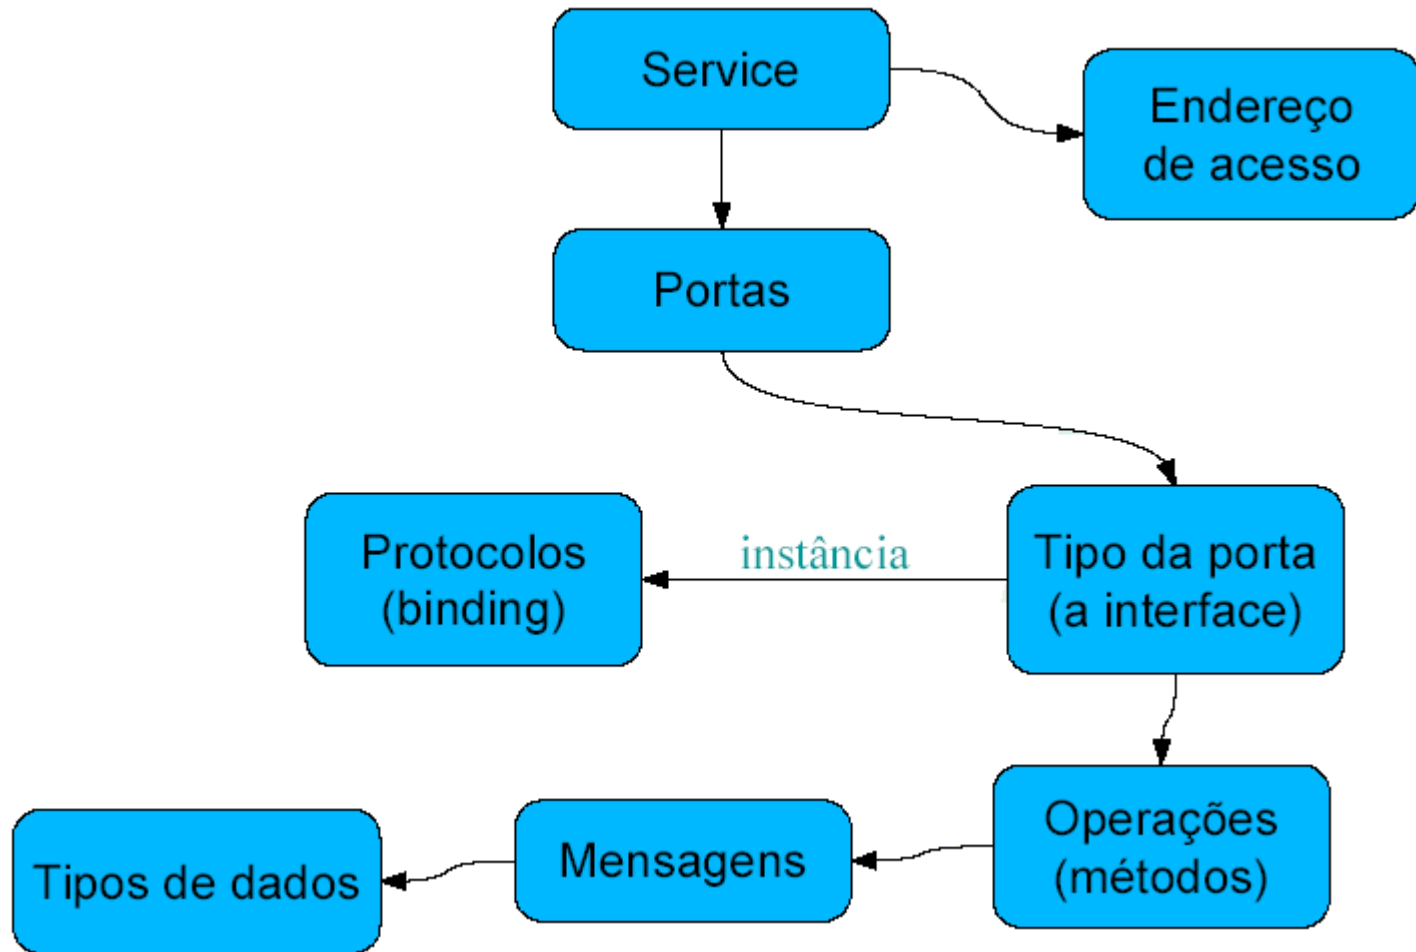 Service
Endereço
de acesso
Portas
Protocolos
(binding)
instância
Tipo da porta
(a interface)
Operações
(métodos)
Mensagens
Tipos de dados